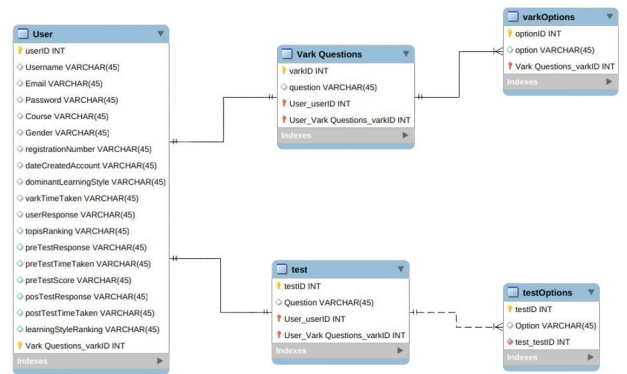 User
userID INT
Username VARCHAR(45)
Email VARCHAR(45)
Password VARCHAR(45)
Course VARCHAR(45)
Gender VARCHAR(45)
registrationNumber VARCHAR(45)
dateCreatedAccount VARCHAR(45)
dominantLearningStyle VARCHAR(45)
varkTimeTaken VARCHAR(45)
userResponse VARCHAR(45)
topisRanking VARCHAR(45)
preTestResponse VARCHAR(45)
preTestTimeTaken VARCHAR(45)
preTestScore VARCHAR(45)
posTestResponse VARCHAR(45)
postTestTimeTaken VARCHAR(45)
learningStyleRanking VARCHAR(45)
Vark Questions_varkID INT
Indexes
Vark Questions
varkID INT
question VARCHAR(45)
User_userID INT
User_Vark Questions_varkID INT
Indexes
varkOptions
optionID INT
option VARCHAR(45)
Vark Questions_varkID INT
Indexes
test
testID INT
Question VARCHAR(45)
User_userID INT
User_Vark Questions_varkID INT
Indexes
testOptions
testID INT
Option VARCHAR(45)
test_testID INT
Indexes